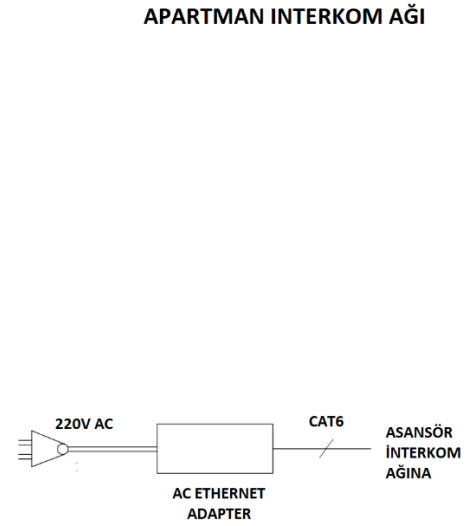 APARTMAN INTERKOM AĞI
220V AC
CAT6
ASANSÖR
İNTERKOM
AĞINA
AC ETHERNET
ADAPTER